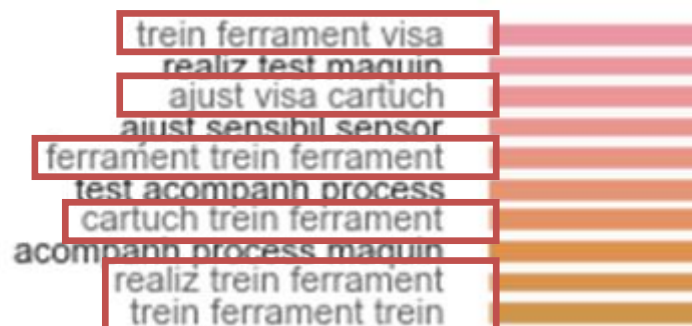 trein ferrament visa
realiz test maquin
ajust visa cartuch
ajust sensibil sensor
ferrament trein ferrament
test acompanh process
cartuch trein ferrament
acompanh process maquin
realiz trein ferrament
trein ferrament trein